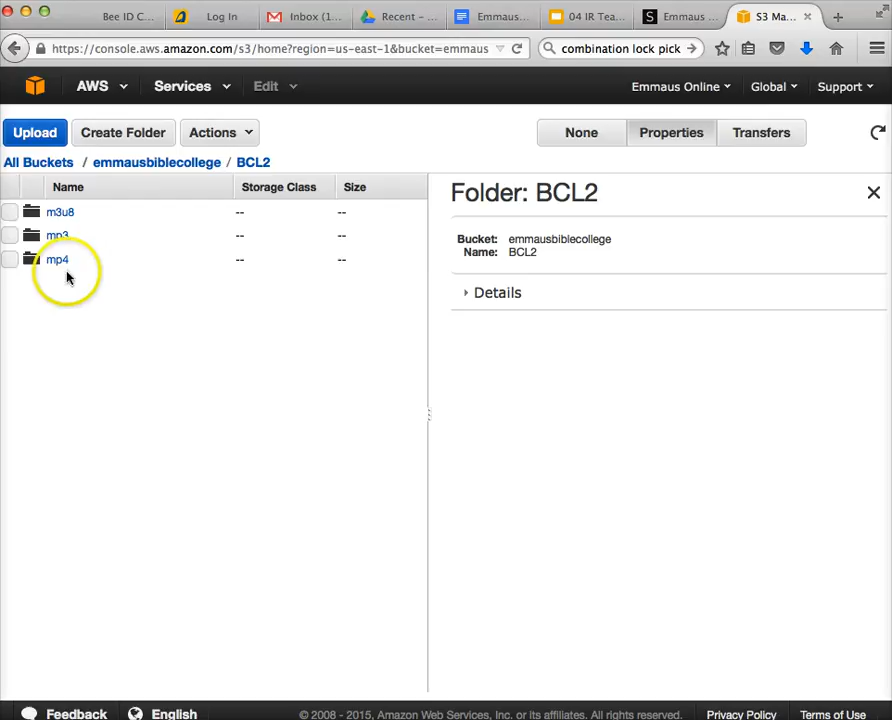 Bee ID C...
Log In
Inbox (1...
Recent – ...
Emmaus...
04 IR Tea...
S
Emmaus ...
S3 Ma...
https://console.aws.amazon.com/s3/home?region=us-east-1&bucket=emmaus
combination lock pick
AWS
Services
Edit
Emmaus Online
Global
Support
Upload
Create Folder
Actions
None
Properties
Transfers
All Buckets / emmausbiblecollege / BCL2
Name
Storage Class
Size
m3u8 -- --
mp3 -- --
mp4 -- --
Folder: BCL2
Bucket: emmausbiblecollege
Name: BCL2
Details
Feedback
English
© 2008 - 2015, Amazon Web Services, Inc. or its affiliates. All rights reserved.
Privacy Policy
Terms of Use